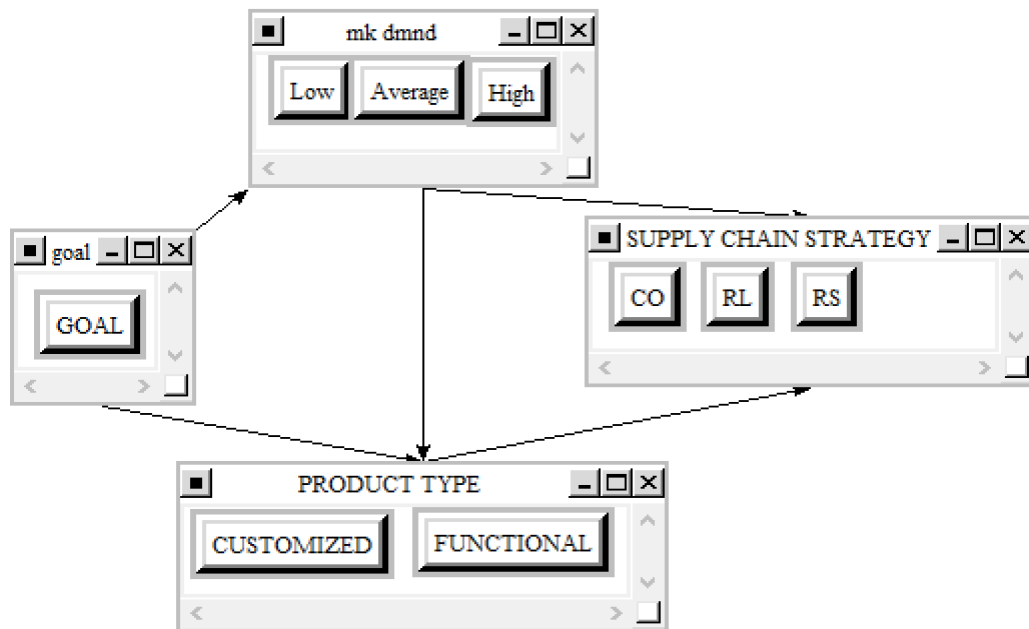 mk dmnd
Low Average High
goal
GOAL
SUPPLY CHAIN STRATEGY
CO RL RS
PRODUCT TYPE
CUSTOMIZED FUNCTIONAL